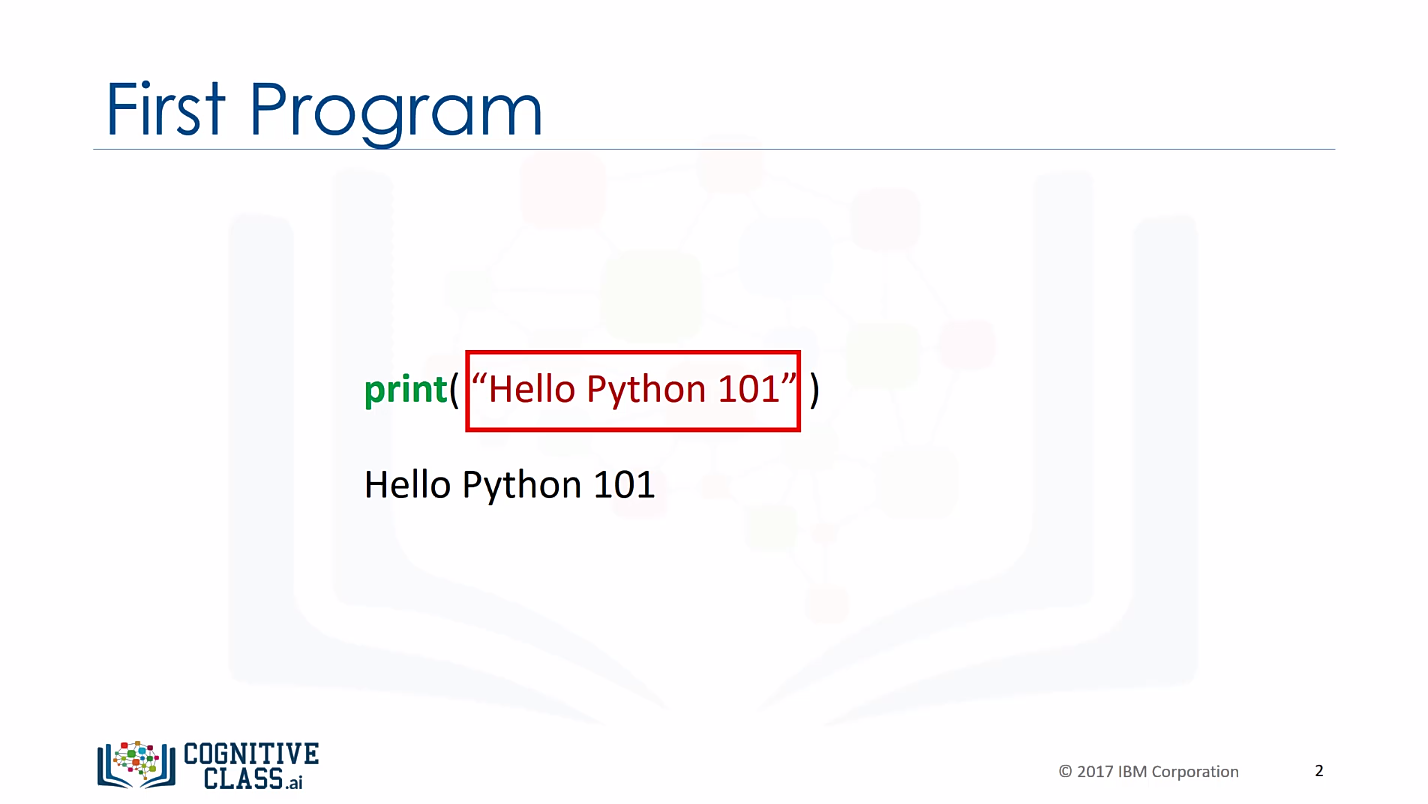 First Program
print( “Hello Python 101” )
Hello Python 101
COGNITIVE
CLASS.ai
© 2017 IBM Corporation
2